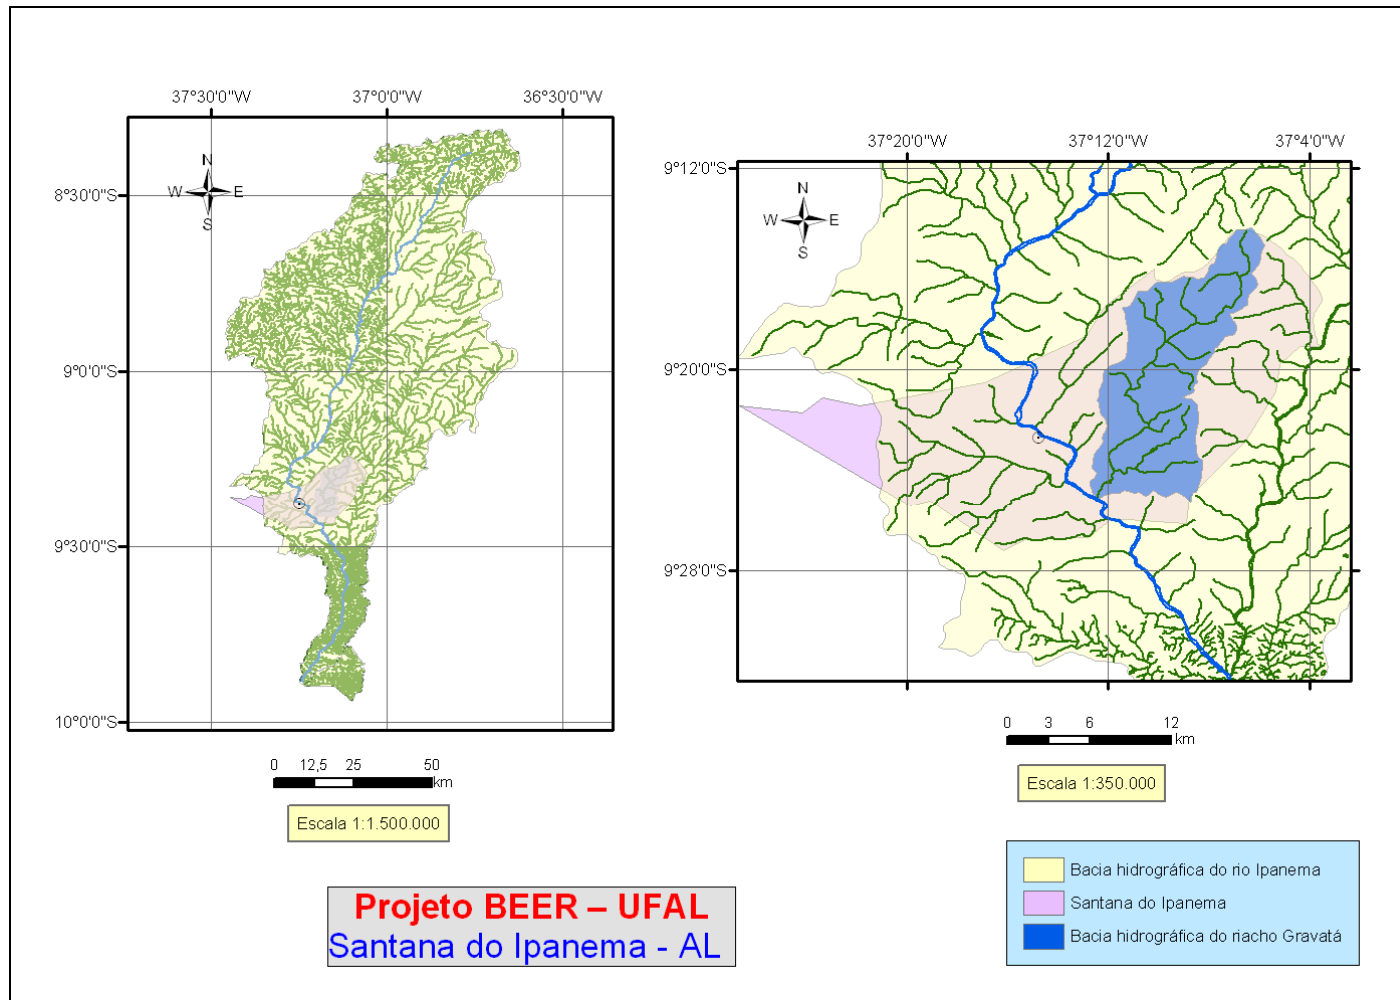 37°30'0"W 37°0'0"W 36°30'0"W
8°30'0"S
9°0'0"S
9°30'0"S
10°0'0"S
N
W E
S
0 12,5 25 50
km
Escala 1:1.500.000
37°20'0"W 37°12'0"W 37°4'0"W
9°12'0"S
9°20'0"S
9°28'0"S
N
W E
S
0 3 6 12
km
Escala 1:350.000
Bacia hidrográfica do rio Ipanema
Santana do Ipanema
Bacia hidrográfica do riacho Gravatá
Projeto BEER – UFAL
Santana do Ipanema - AL